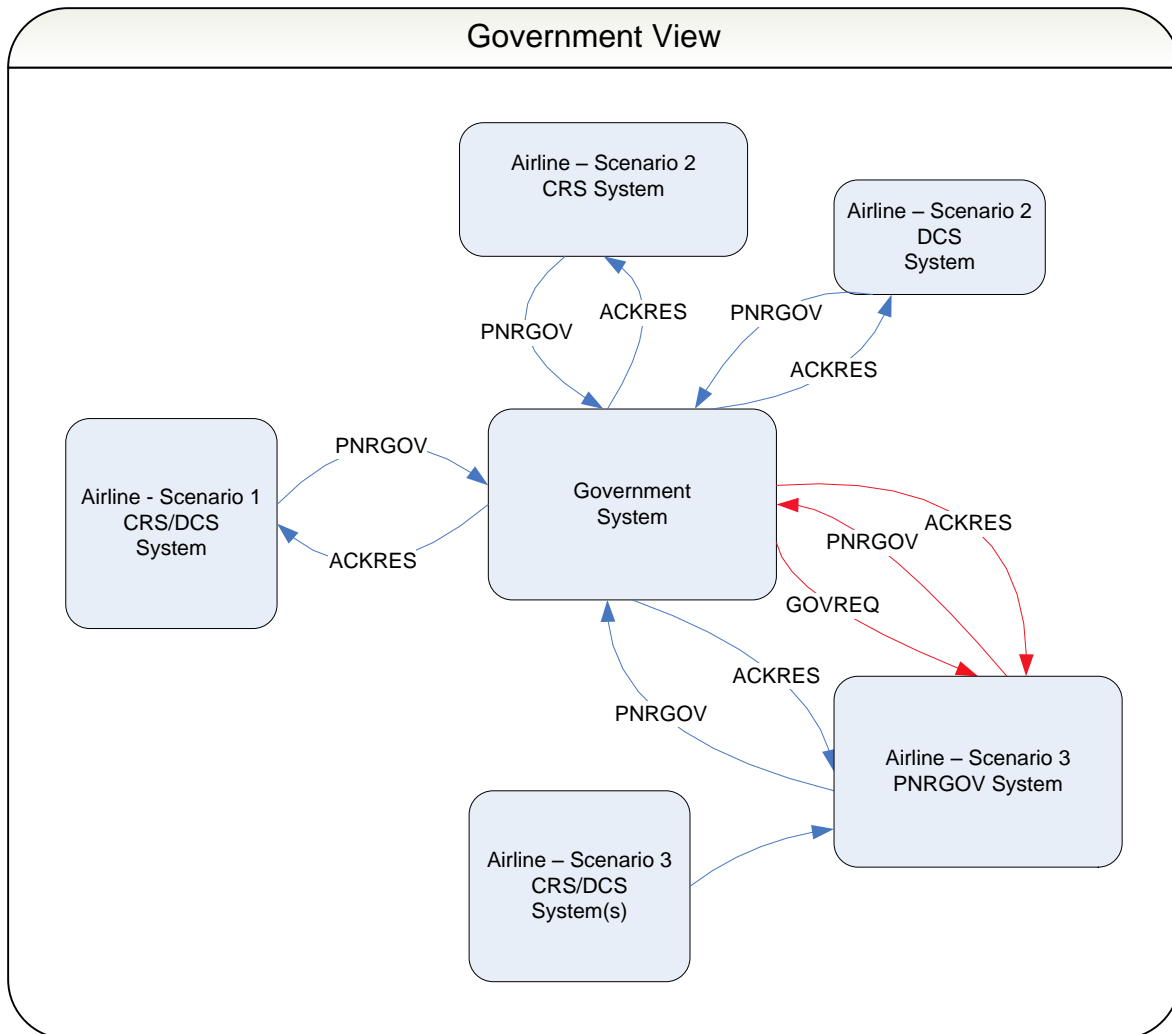 Government View
Airline – Scenario 2
CRS System
Airline – Scenario 2
DCS
System
PNRGOV
ACKRES
PNRGOV
ACKRES
Airline - Scenario 1
CRS/DCS
System
PNRGOV
ACKRES
Government
System
ACKRES
PNRGOV
GOVREQ
ACKRES
PNRGOV
Airline – Scenario 3
PNRGOV System
Airline – Scenario 3
CRS/DCS
System(s)